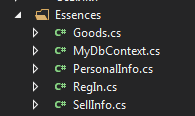 Essences
C# Goods.cs
C# MyDbContext.cs
C# PersonalInfo.cs
C# RegIn.cs
C# SellInfo.cs